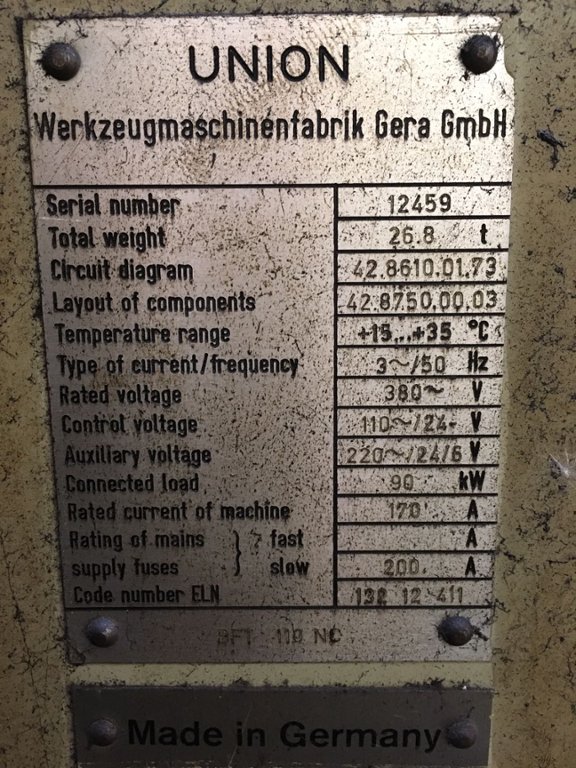 UNION
Werkzeugmaschinenfabrik Gera GmbH
Serial number 12459
Total weight 26.8 t
Circuit diagram 42.8610.01.73
Layout of components 42.8750.00.03
Temperature range +15...+35 °C
Type of current/frequency 3~/50 Hz
Rated voltage 380~ V
Control voltage 110~/24- V
Auxiliary voltage 220~/24/6 V
Connected load 90 kW
Rated current of machine 170 A
Rating of mains } fast A
supply fuses } slow 200. A
Code number ELN 132 12 411
BFT 110 NC
Made in Germany